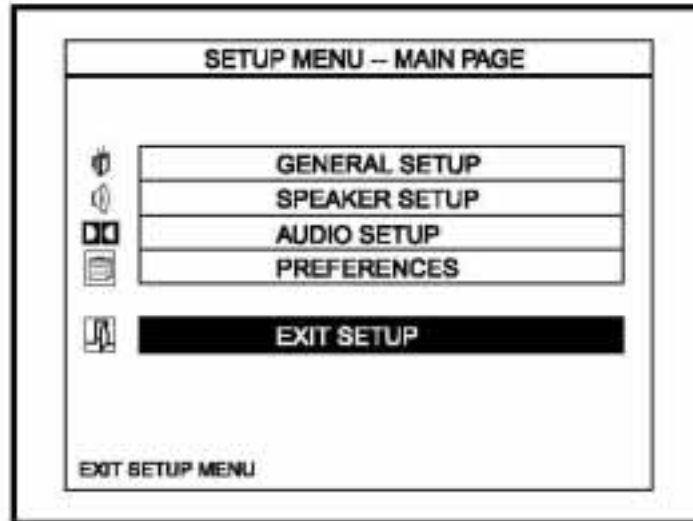 SETUP MENU -- MAIN PAGE
GENERAL SETUP
SPEAKER SETUP
AUDIO SETUP
PREFERENCES
EXIT SETUP
EXIT SETUP MENU